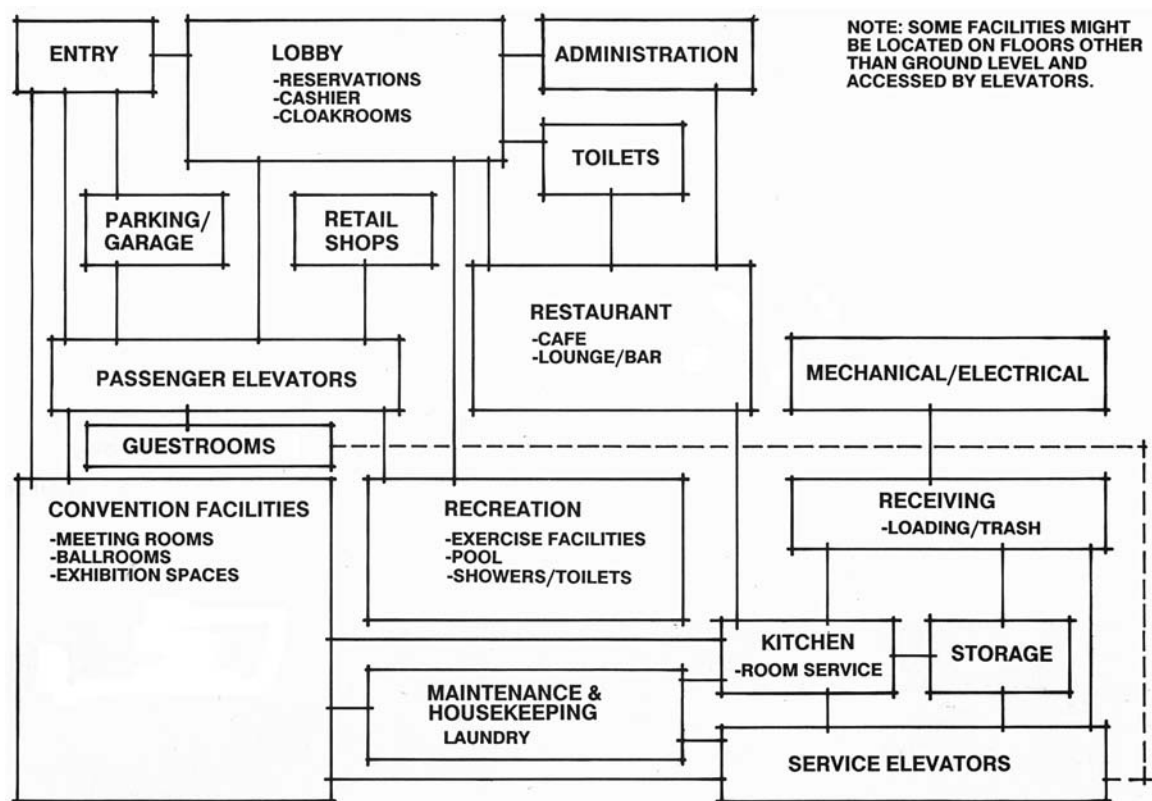 ENTRY
LOBBY
-RESERVATIONS
-CASHIER
-CLOAKROOMS
ADMINISTRATION
NOTE: SOME FACILITIES MIGHT
BE LOCATED ON FLOORS OTHER
THAN GROUND LEVEL AND
ACCESSED BY ELEVATORS.
TOILETS
PARKING/
GARAGE
RETAIL
SHOPS
RESTAURANT
-CAFE
-LOUNGE/BAR
PASSENGER ELEVATORS
MECHANICAL/ELECTRICAL
GUESTROOMS
CONVENTION FACILITIES
-MEETING ROOMS
-BALLROOMS
-EXHIBITION SPACES
RECREATION
-EXERCISE FACILITIES
-POOL
-SHOWERS/TOILETS
RECEIVING
-LOADING/TRASH
KITCHEN
-ROOM SERVICE
STORAGE
MAINTENANCE &
HOUSEKEEPING
LAUNDRY
SERVICE ELEVATORS